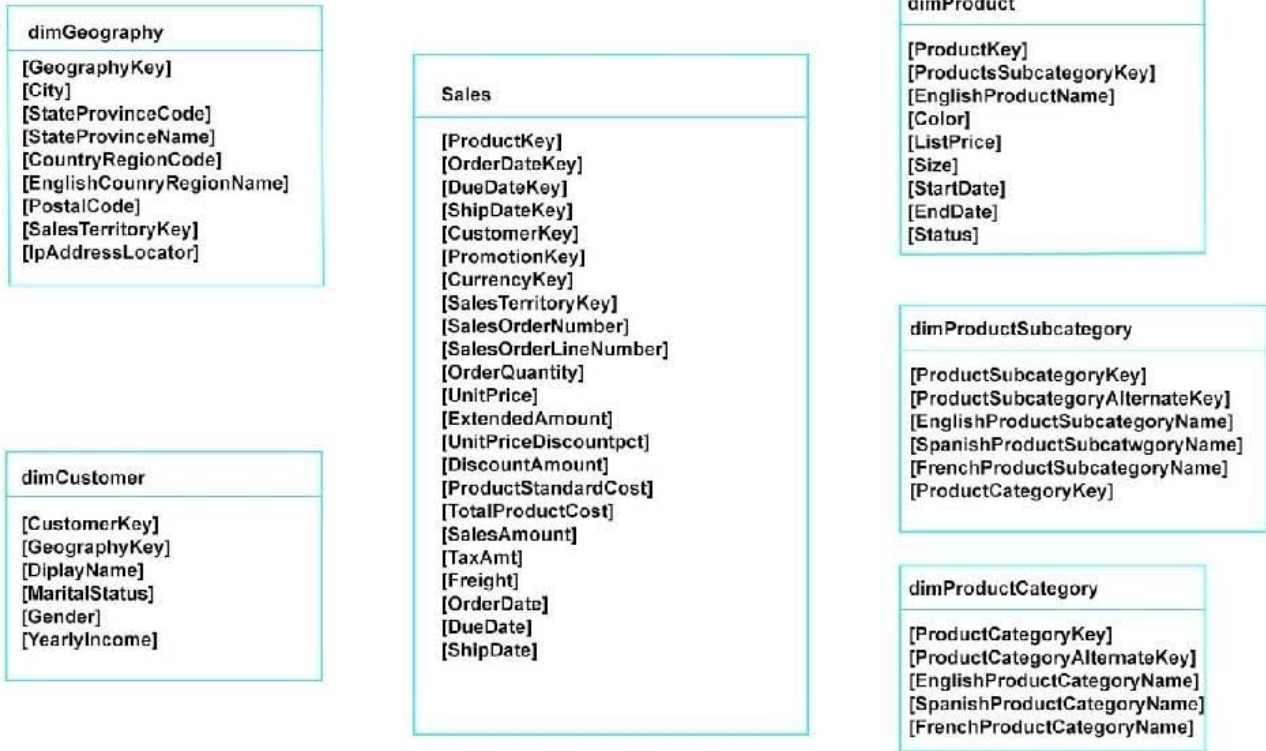 dimGeography
[GeographyKey]
[City]
[StateProvinceCode]
[StateProvinceName]
[CountryRegionCode]
[EnglishCounryRegionName]
[PostalCode]
[SalesTerritoryKey]
[IpAddressLocator]
dimCustomer
[CustomerKey]
[GeographyKey]
[DiplayName]
[MaritalStatus]
[Gender]
[YearlyIncome]
Sales
[ProductKey]
[OrderDateKey]
[DueDateKey]
[ShipDateKey]
[CustomerKey]
[PromotionKey]
[CurrencyKey]
[SalesTerritoryKey]
[SalesOrderNumber]
[SalesOrderLineNumber]
[OrderQuantity]
[UnitPrice]
[ExtendedAmount]
[UnitPriceDiscountpct]
[DiscountAmount]
[ProductStandardCost]
[TotalProductCost]
[SalesAmount]
[TaxAmt]
[Freight]
[OrderDate]
[DueDate]
[ShipDate]
dimProduct
[ProductKey]
[ProductsSubcategoryKey]
[EnglishProductName]
[Color]
[ListPrice]
[Size]
[StartDate]
[EndDate]
[Status]
dimProductSubcategory
[ProductSubcategoryKey]
[ProductSubcategoryAlternateKey]
[EnglishProductSubcategoryName]
[SpanishProductSubcatwgoryName]
[FrenchProductSubcategoryName]
[ProductCategoryKey]
dimProductCategory
[ProductCategoryKey]
[ProductCategoryAlternateKey]
[EnglishProductCategoryName]
[SpanishProductCategoryName]
[FrenchProductCategoryName]